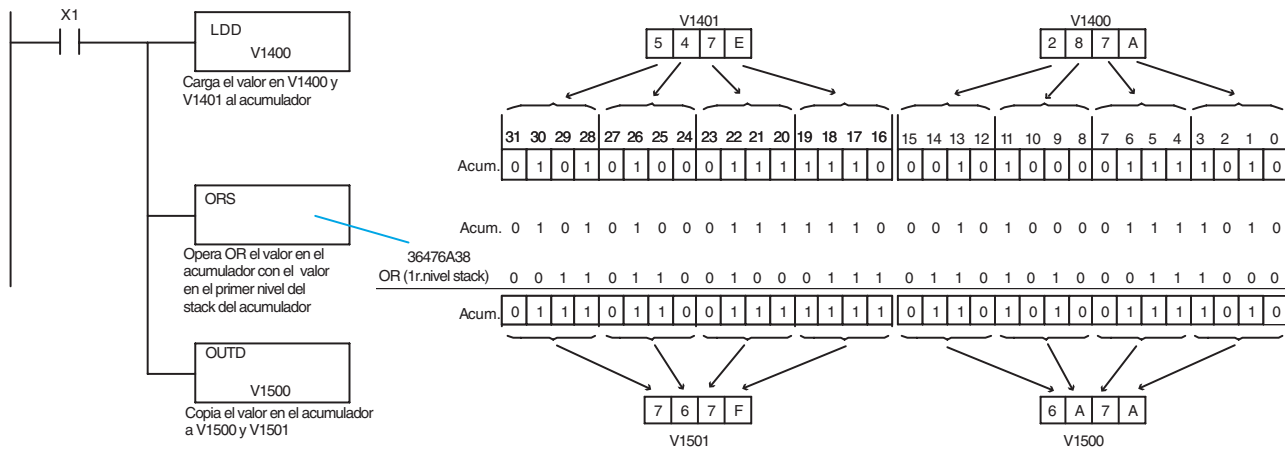 X1
LDD
V1400
Carga el valor en V1400 y
V1401 al acumulador
ORS
Opera OR el valor en el
acumulador con el valor
en el primer nivel del
stack del acumulador
OUTD
V1500
Copia el valor en el acumulador
a V1500 y V1501
V1401 V1400
5 4 7 E 2 8 7 A
31 30 29 28 27 26 25 24 23 22 21 20 19 18 17 16 15 14 13 12 11 10 9 8 7 6 5 4 3 2 1 0
Acum. 0 1 0 1 0 1 0 0 0 1 1 1 1 1 1 0 0 0 1 0 1 0 0 0 0 1 1 1 1 0 1 0
Acum. 0 1 0 1 0 1 0 0 0 1 1 1 1 1 1 0 0 0 1 0 1 0 0 0 0 1 1 1 1 0 1 0
36476A38
OR (1r.nivel stack) 0 0 1 1 0 1 1 0 0 1 0 0 0 1 1 1 0 1 1 0 1 0 1 0 0 0 1 1 1 0 0 0
Acum. 0 1 1 1 0 1 1 0 0 1 1 1 1 1 1 1 0 1 1 0 1 0 1 0 0 1 1 1 1 0 1 0
7 6 7 F 6 A 7 A
V1501 V1500